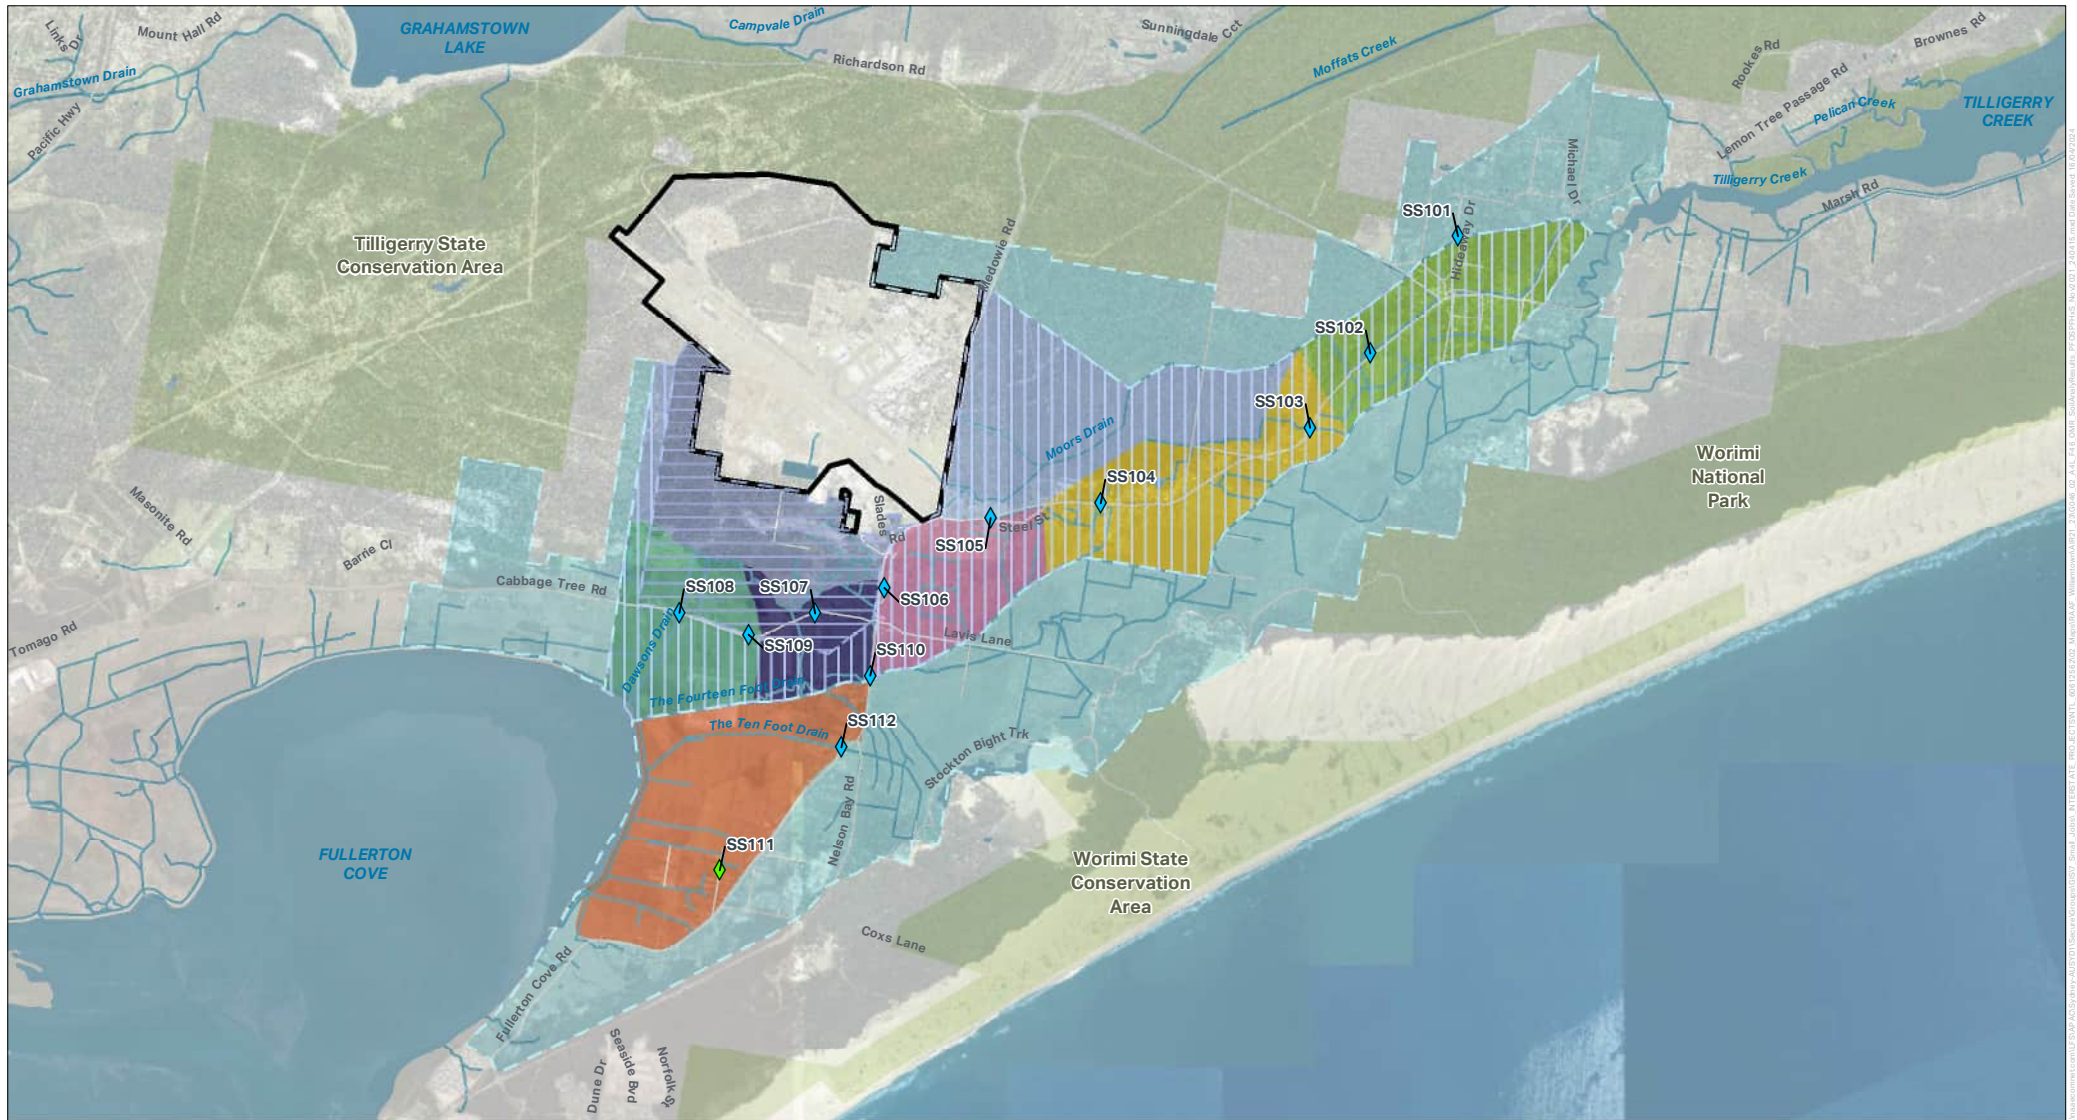 Links
Dr
Mount Hall Rd
GRAHAMSTOWN
LAKE
Campvale Drain
Sunningdale Cct
Richardson Rd
Moffats Creek
Rookes Rd
Brownes Rd
Grahamstown Drain
Pacific Hwy
Lemon Tree Passage Rd
Pelican Creek
TILLIGERRY
CREEK
Michael Dr
Tilligerry Creek
Marsh Rd
SS101
Hideaway Dr
Tilligerry State
Conservation Area
Medowie Rd
SS102
SS103
Moors Drain
SS104
Worimi
National
Park
Masonite Rd
Slades
Rd
Steel St
SS105
Barrie Cl
Cabbage Tree Rd
SS108
SS107
SS106
Tomago Rd
Dawsons Drain
SS109
Lavis Lane
SS110
The Fourteen Foot Drain
The Ten Foot Drain
SS112
Stockton Bight Trk
Nelson Bay Rd
SS111
FULLERTON
COVE
Worimi State
Conservation
Area
Coxs Lane
Fullerton Cove Rd
Dune Dr
Seaside Bvd
Norfolk St